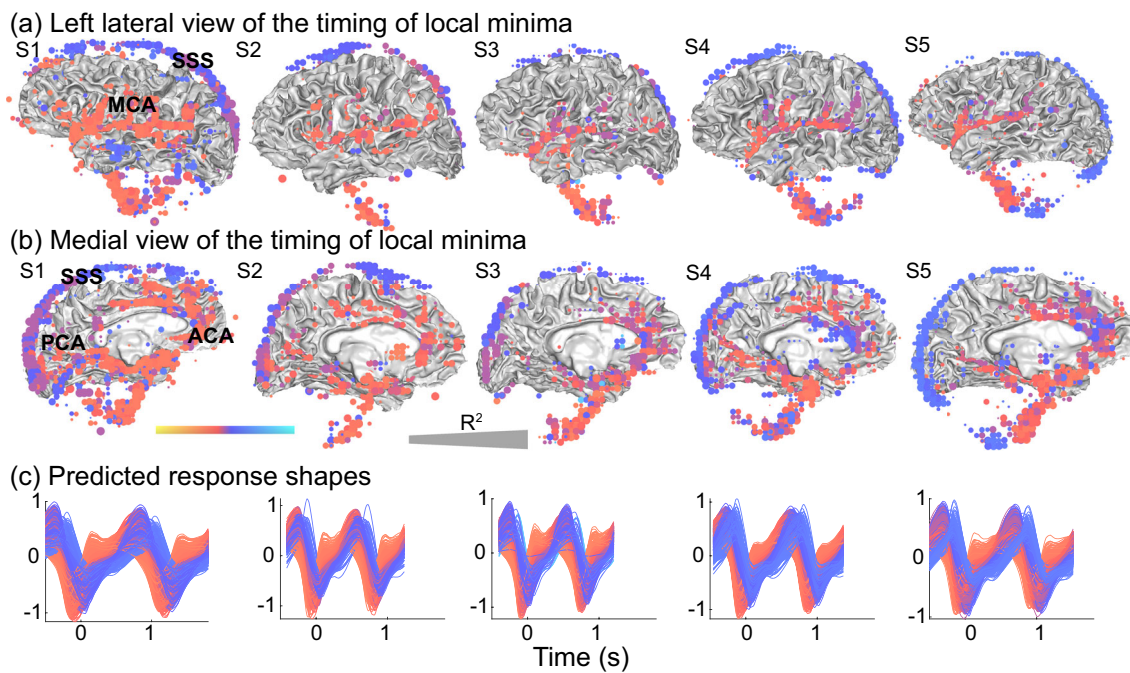 (a) Left lateral view of the timing of local minima
S1 S2 S3 S4 S5
SSS
MCA
(b) Medial view of the timing of local minima
S1 S2 S3 S4 S5
SSS
PCA ACA
R²
(c) Predicted response shapes
1 1 1 1 1
0 0 0 0 0
-1 -1 -1 -1 -1
0 1 0 1 0 1 0 1 0 1
Time (s)